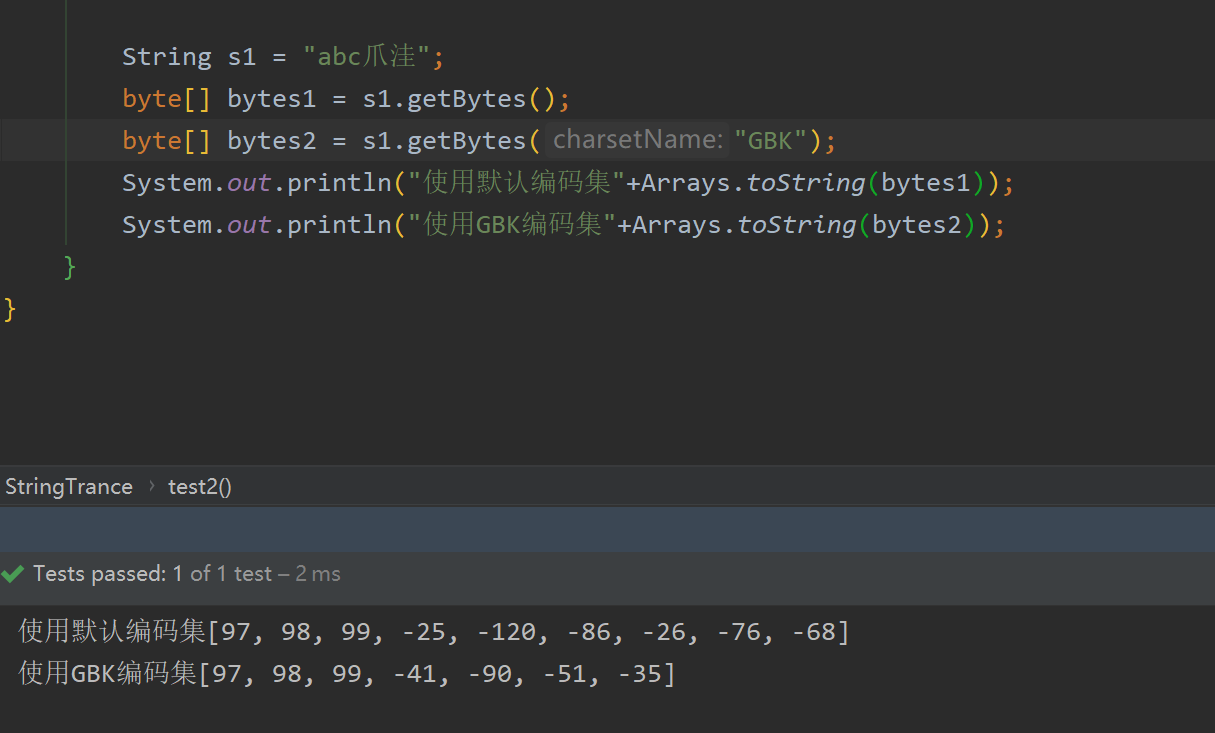 String s1 = "abc爪洼";
byte[] bytes1 = s1.getBytes();
byte[] bytes2 = s1.getBytes( charsetName: "GBK");
System.out.println("使用默认编码集"+Arrays.toString(bytes1));
System.out.println("使用GBK编码集"+Arrays.toString(bytes2));
}
}
StringTrance › test2()
Tests passed: 1 of 1 test – 2 ms
使用默认编码集[97, 98, 99, -25, -120, -86, -26, -76, -68]
使用GBK编码集[97, 98, 99, -41, -90, -51, -35]